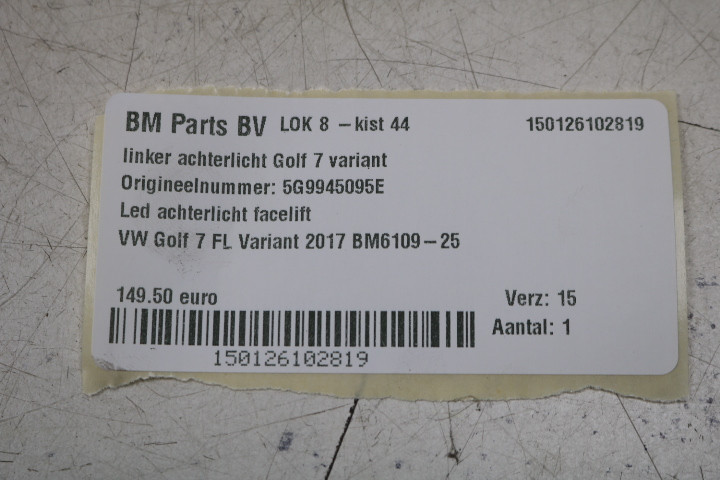 BM Parts BV LOK 8 -kist 44 150126102819
linker achterlicht Golf 7 variant
Origineelnummer: 5G9945095E
Led achterlicht facelift
VW Golf 7 FL Variant 2017 BM6109-25
149.50 euro Verz: 15
Aantal: 1
150126102819